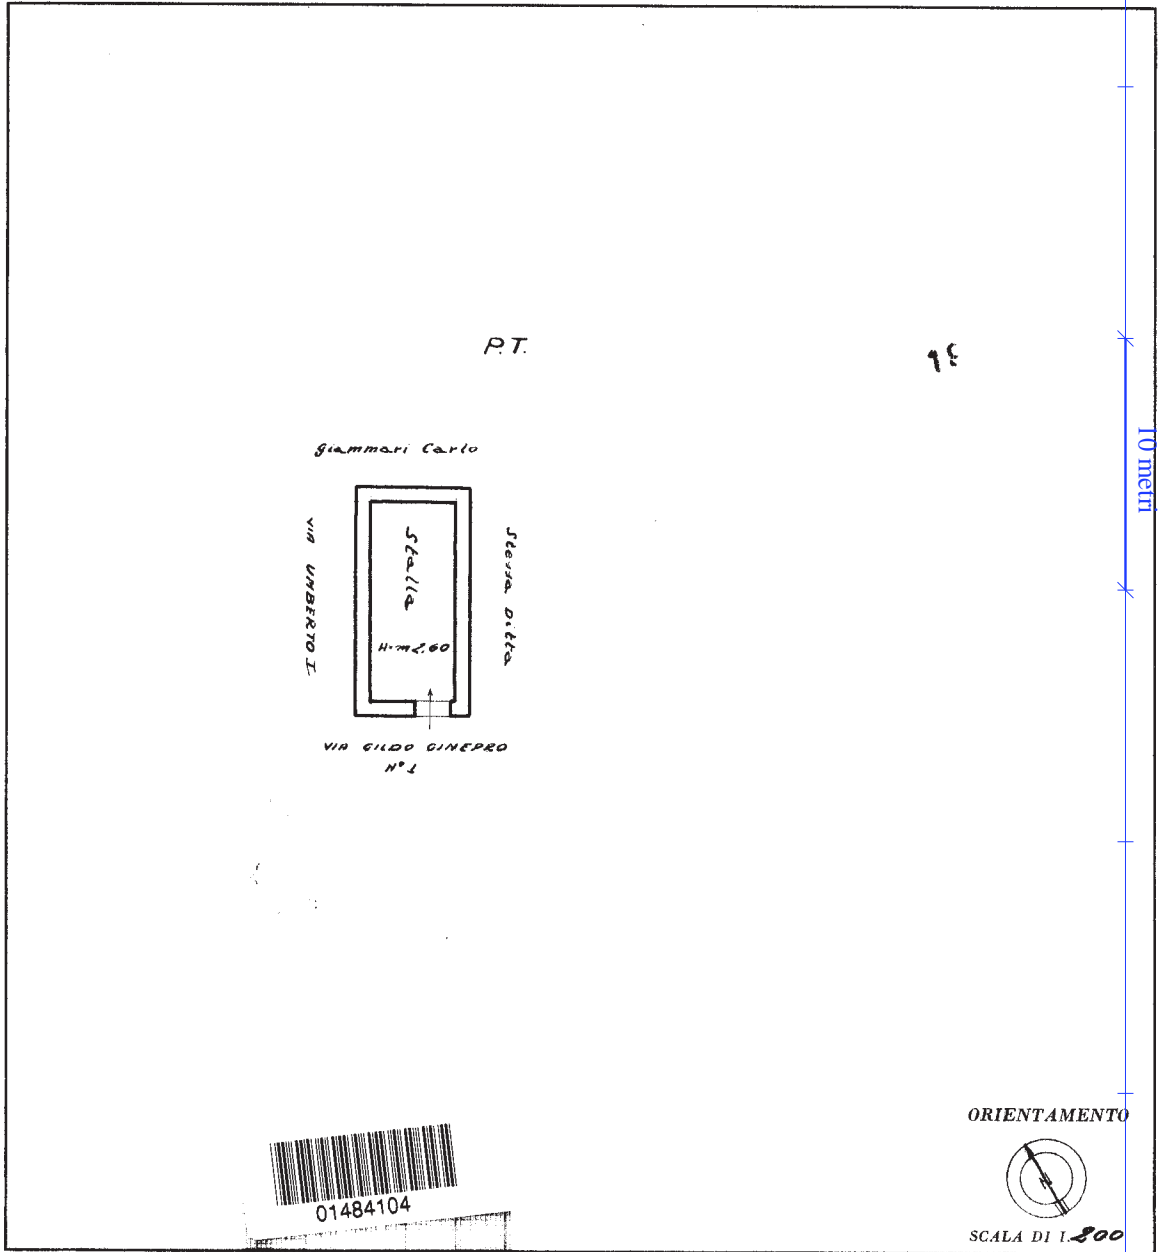 P.T.
Giammari Carlo
VIA UMBERTO I
Stalla
H=m 2,60
Stessa Ditta
VIA GILDO GINEPRO
N° 1
10 metri
ORIENTAMENTO
N
SCALA DI 1.200
01484104